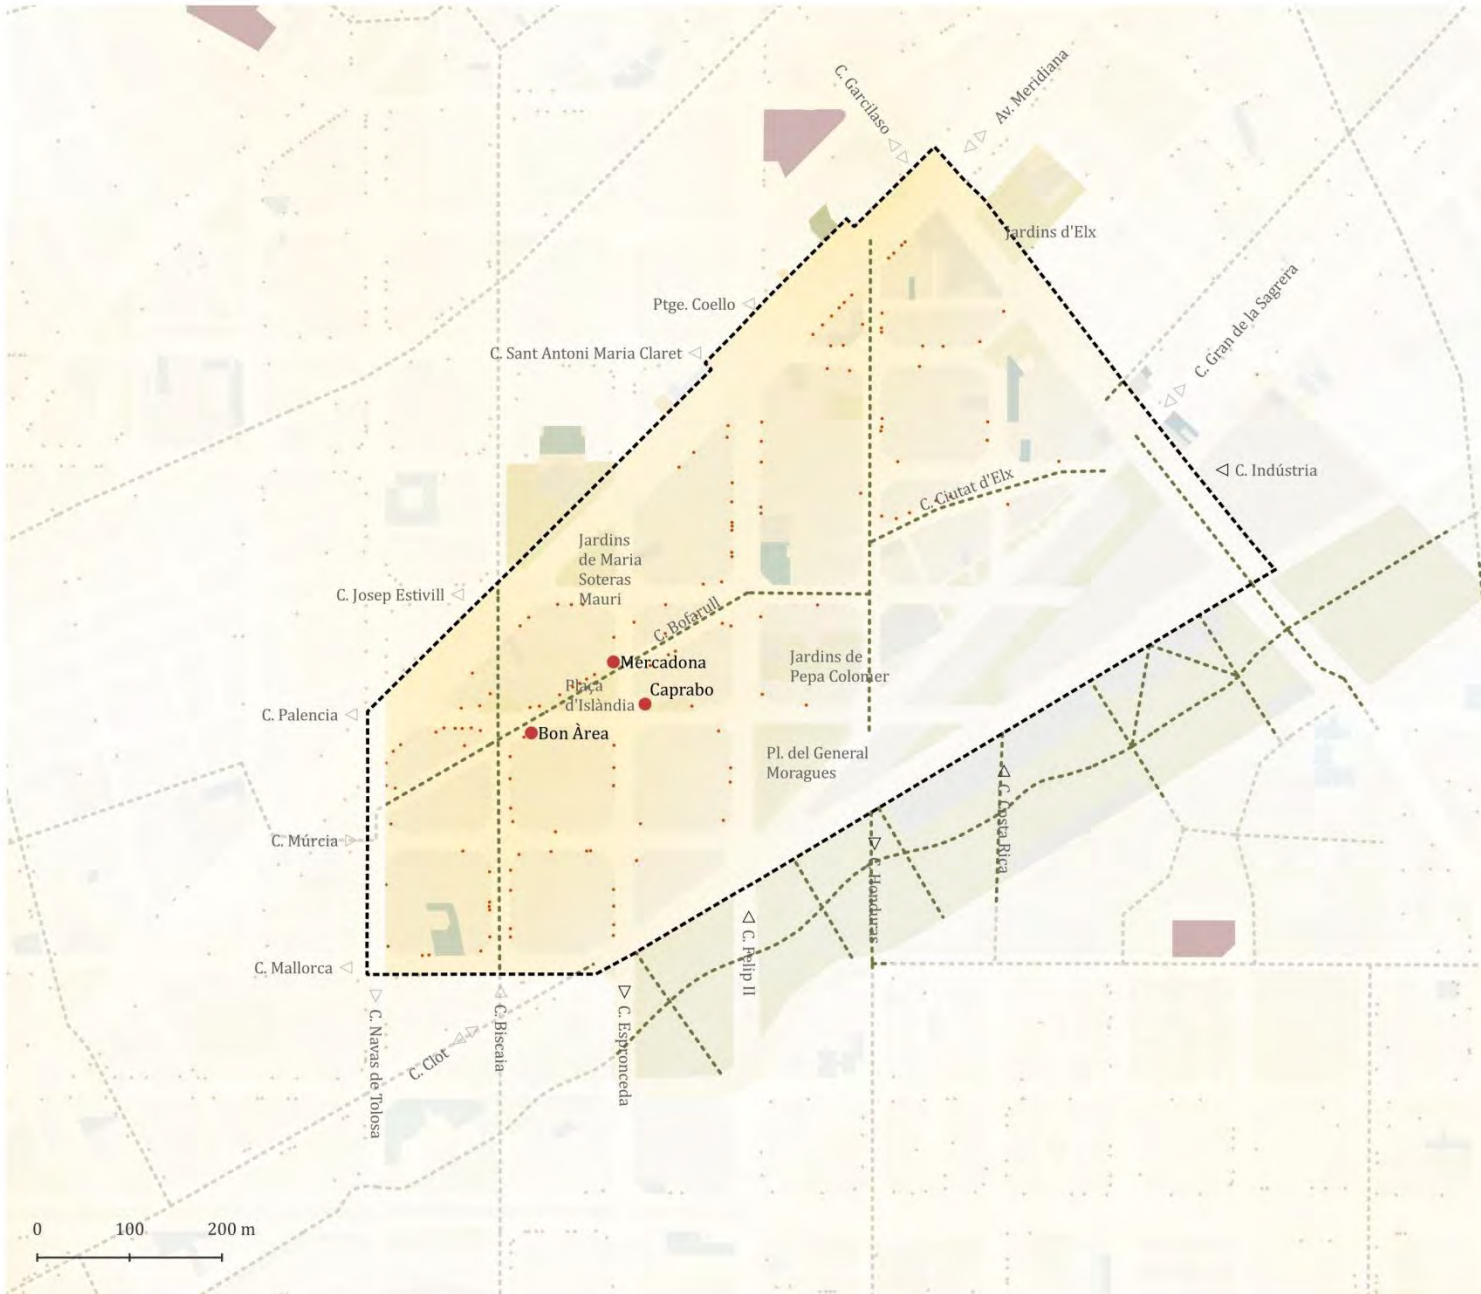 C. Garcilaso
Av. Meridiana
Jardins d'Elx
Ptge. Coello
C. Gran de la Sagrera
C. Sant Antoni Maria Claret
C. Indústria
C. Ciutat d'Elx
Jardins
de Maria
Soteras
Mauri
C. Josep Estivill
C. Bofarull
Mercadona
Jardins de
Pepa Colomer
Plaça
d'Islàndia
Caprabo
C. Palencia
Bon Àrea
Pl. del General
Moragues
C. Costa Rica
C. Múrcia
C. Honduras
C. Mallorca
C. Felip II
C. Navas de Tolosa
C. Clot
C. Biscaia
C. Espronceda
0 100 200 m